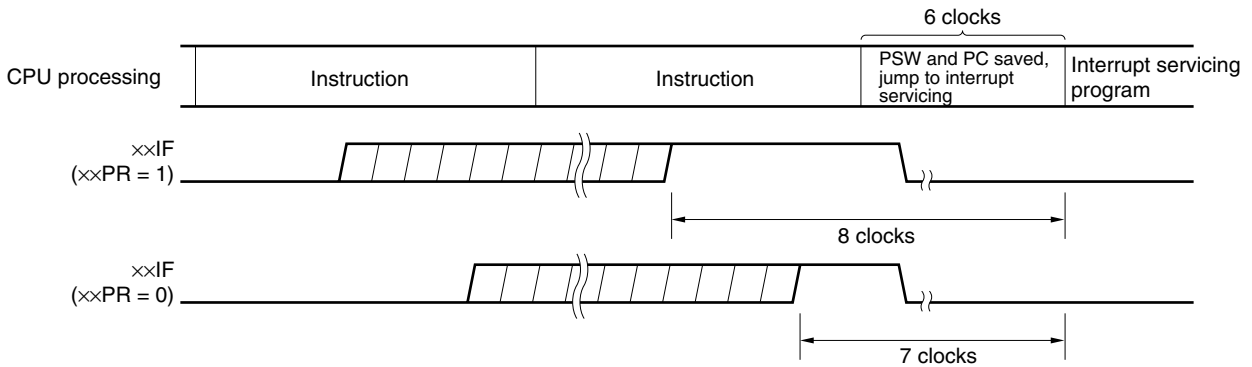 6 clocks
CPU processing
Instruction
Instruction
PSW and PC saved,
jump to interrupt
servicing
Interrupt servicing
program
××IF
(××PR = 1)
8 clocks
××IF
(××PR = 0)
7 clocks